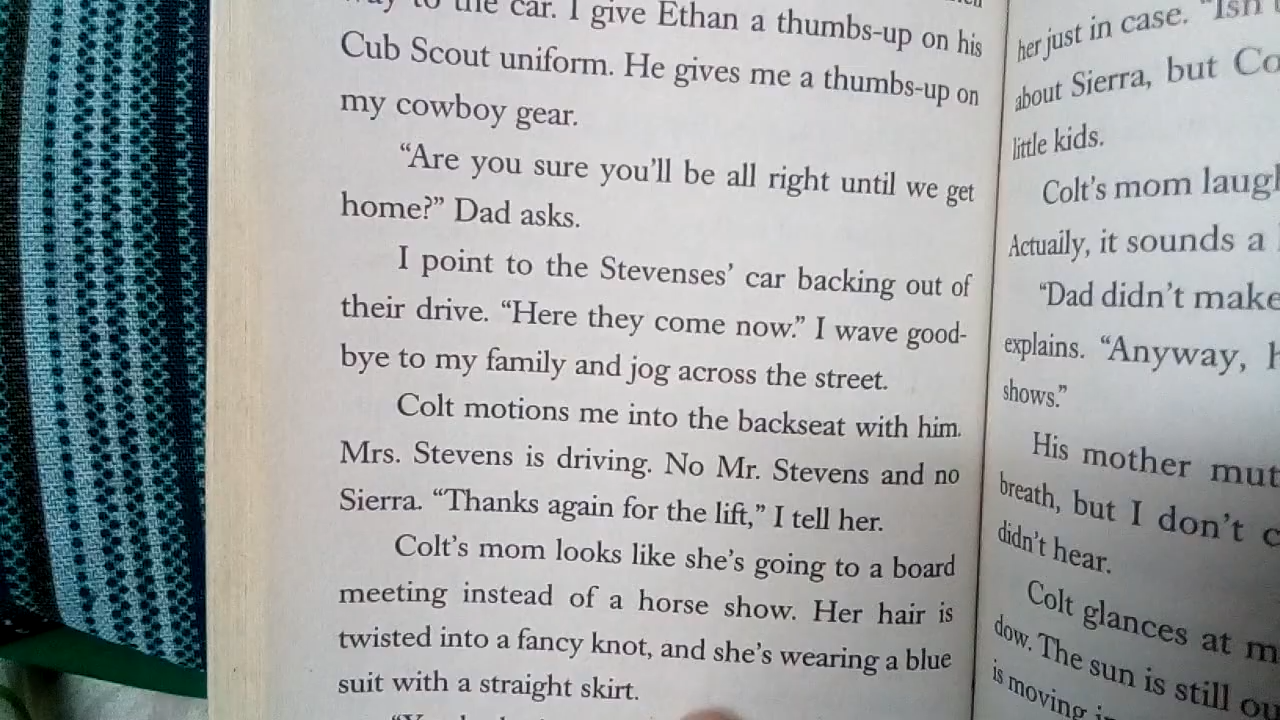 to the car. I give Ethan a thumbs-up on his
Cub Scout uniform. He gives me a thumbs-up on
my cowboy gear.
“Are you sure you’ll be all right until we get
home?” Dad asks.
I point to the Stevenses’ car backing out of
their drive. “Here they come now.” I wave good-
bye to my family and jog across the street.
Colt motions me into the backseat with him.
Mrs. Stevens is driving. No Mr. Stevens and no
Sierra. “Thanks again for the lift,” I tell her.
Colt’s mom looks like she’s going to a board
meeting instead of a horse show. Her hair is
twisted into a fancy knot, and she’s wearing a blue
suit with a straight skirt.
her just in case.
about Sierra, but
little kids.
Colt’s mom
Actually, it sounds a
“Dad didn’t make
explains. “Anyway,
shows.”
His mother
breath, but I don’t
didn’t hear.
Colt glances at
dow. The sun is still
is moving